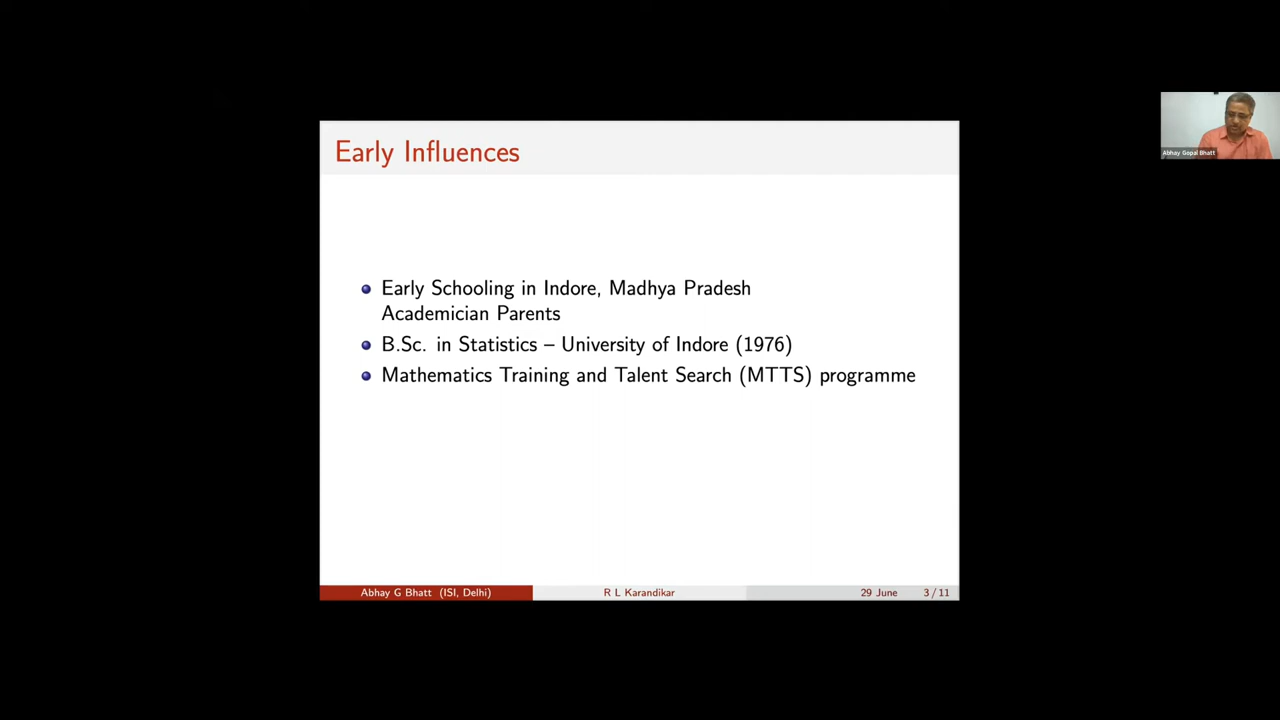 Early Influences
Early Schooling in Indore, Madhya Pradesh
Academician Parents
B.Sc. in Statistics – University of Indore (1976)
Mathematics Training and Talent Search (MTTS) programme
Abhay G Bhatt (ISI, Delhi) R L Karandikar 29 June 3 / 11
Abhay Gopal Bhatt